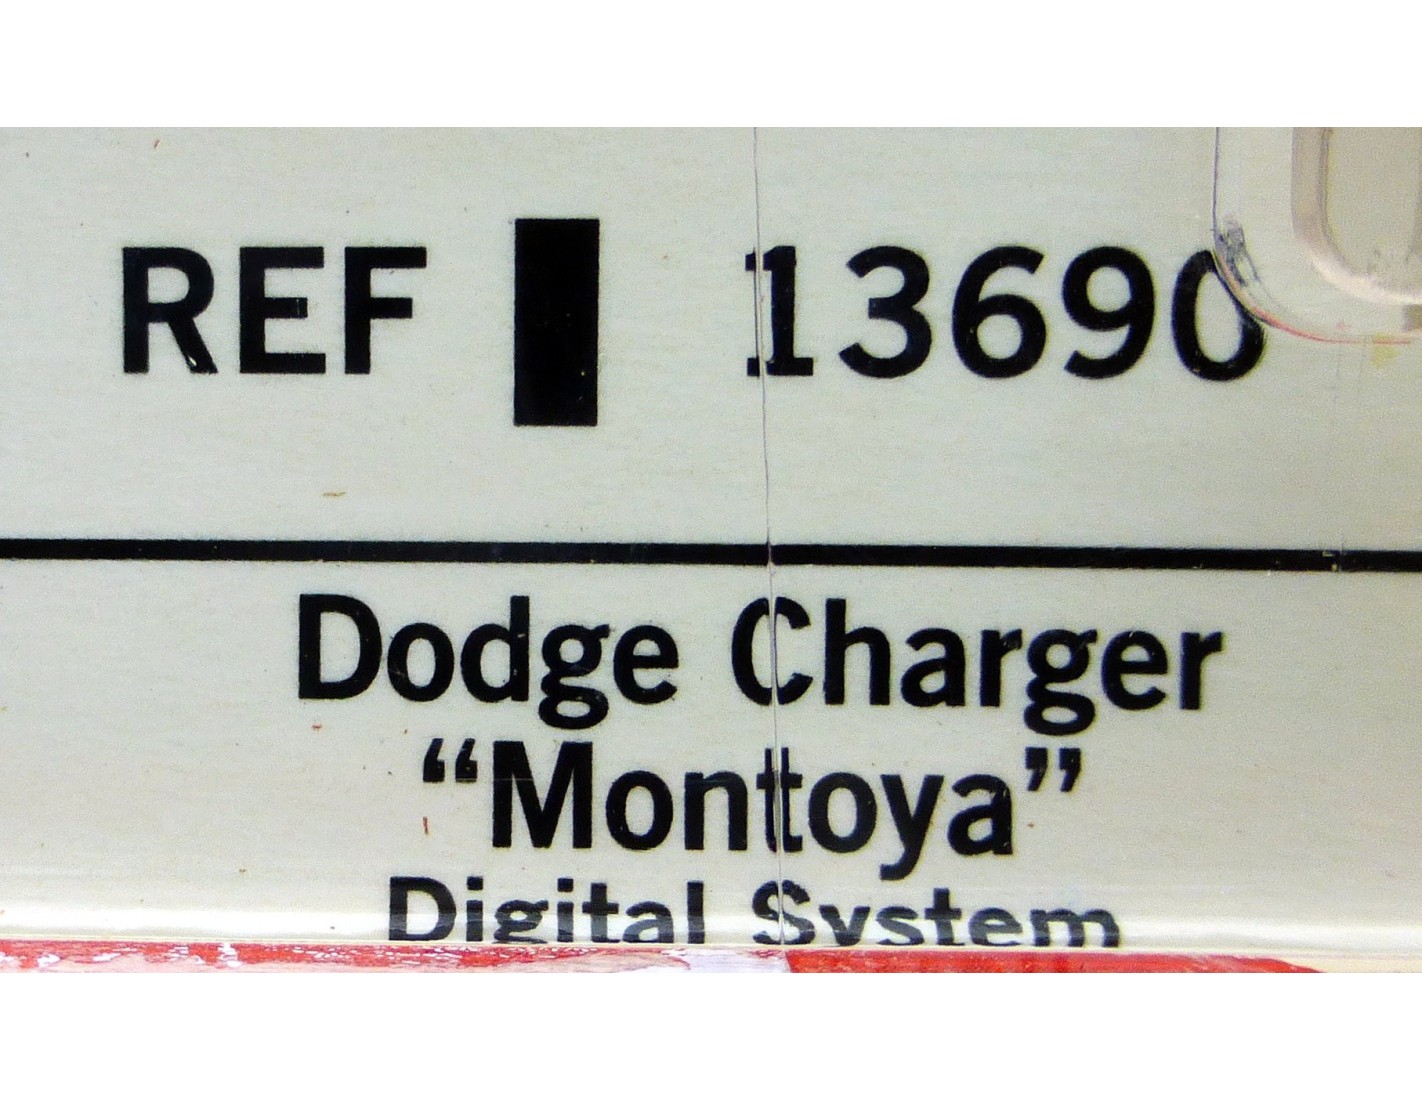 REF 13690
Dodge Charger
“Montoya”
Digital System